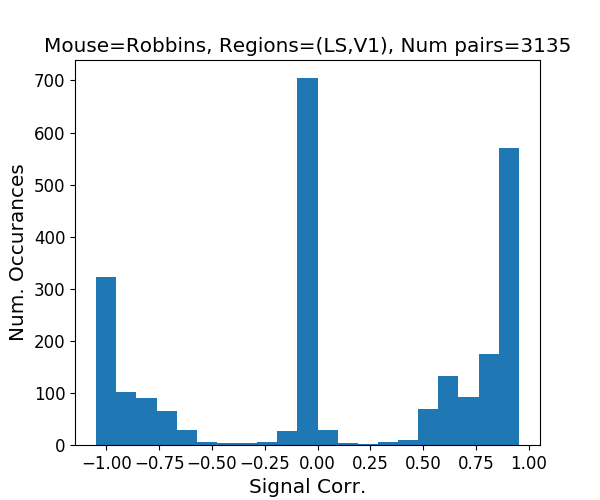 Mouse=Robbins, Regions=(LS,V1), Num pairs=3135
700
600
500
400
300
200
100
0
Num. Occurances
−1.00 −0.75 −0.50 −0.25 0.00 0.25 0.50 0.75 1.00
Signal Corr.